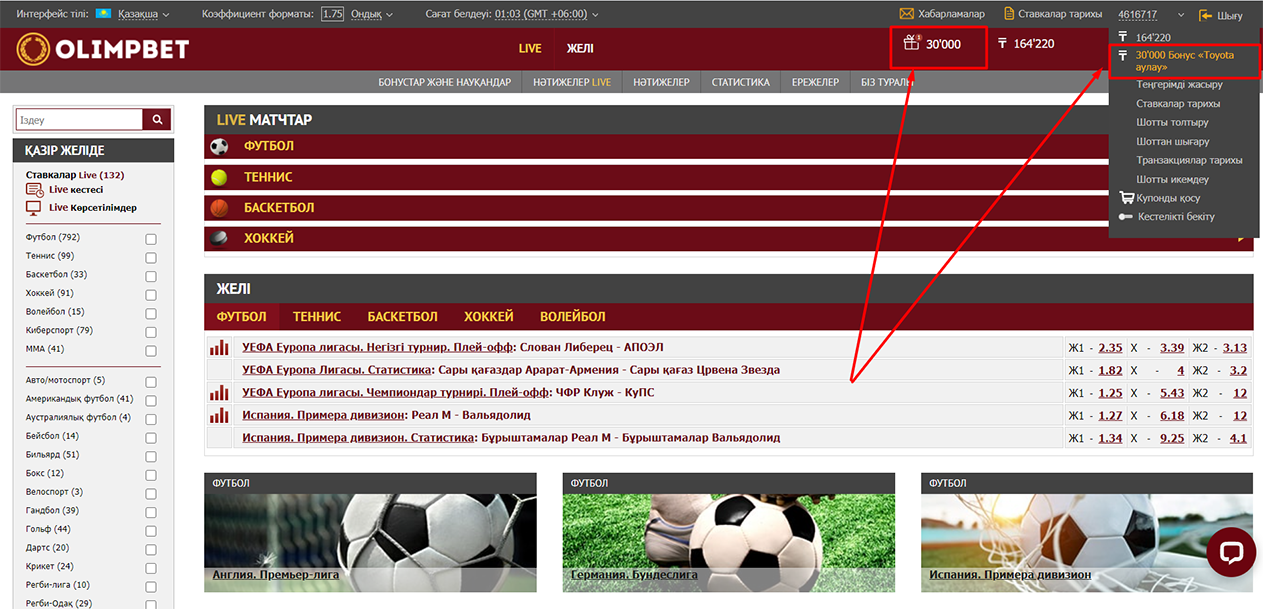 Интерфейс тілі: Қазақша Коэффициент форматы: 1.75 Ондық Сағат белдеуі: 01:03 (GMT +06:00) Хабарламалар Ставкалар тарихы 4616717 Шығу
OLIMPBET LIVE ЖЕЛІ 1 30'000 ₸ 164'220
₸ 164'220
₸ 30'000 Бонус «Toyota
аулау»
Теңгерімді жасыру
Ставкалар тарихы
Шотты толтыру
Шоттан шығару
Транзакциялар тарихы
Шотты икемдеу
Купонды қосу
Кестелікті бекіту
БОНУСТАР ЖӘНЕ НАУҚАНДАР НӘТИЖЕЛЕР LIVE НӘТИЖЕЛЕР СТАТИСТИКА ЕРЕЖЕЛЕР БІЗ ТУРАЛЫ
Іздеу
ҚАЗІР ЖЕЛІДЕ
Ставкалар Live (132)
Live кестесі
Live Көрсетілімдер
Футбол (792)
Теннис (99)
Баскетбол (33)
Хоккей (91)
Волейбол (15)
Киберспорт (79)
ММА (41)
Авто/мотоспорт (5)
Американдық футбол (41)
Аустралиялық футбол (4)
Бейсбол (14)
Бильярд (51)
Бокс (12)
Велоспорт (3)
Гандбол (39)
Гольф (44)
Дартс (20)
Крикет (24)
Регби-лига (10)
Регби-Одақ (29)
LIVE МАТЧТАР
ФУТБОЛ
ТЕННИС
БАСКЕТБОЛ
ХОККЕЙ
ЖЕЛІ
ФУТБОЛ ТЕННИС БАСКЕТБОЛ ХОККЕЙ ВОЛЕЙБОЛ
УЕФА Еуропа лигасы. Негізгі турнир. Плей-офф: Слован Либерец - АПОЭЛ Ж1 - 2.35 X - 3.39 Ж2 - 3.13
УЕФА Еуропа Лигасы. Статистика: Сары қағаздар Арарат-Армения - Сары қағаз Црвена Звезда Ж1 - 1.82 X - 4 Ж2 - 3.2
УЕФА Еуропа лигасы. Чемпиондар турнирі. Плей-офф: ЧФР Клуж - КуПС Ж1 - 1.25 X - 5.43 Ж2 - 12
Испания. Примера дивизион: Реал М - Вальядолид Ж1 - 1.27 X - 6.18 Ж2 - 12
Испания. Примера дивизион. Статистика: Бұрыштамалар Реал М - Бұрыштамалар Вальядолид Ж1 - 1.34 X - 9.25 Ж2 - 4.1
ФУТБОЛ ФУТБОЛ ФУТБОЛ
Англия. Премьер-лига Германия. Бундеслига Испания. Примера дивизион